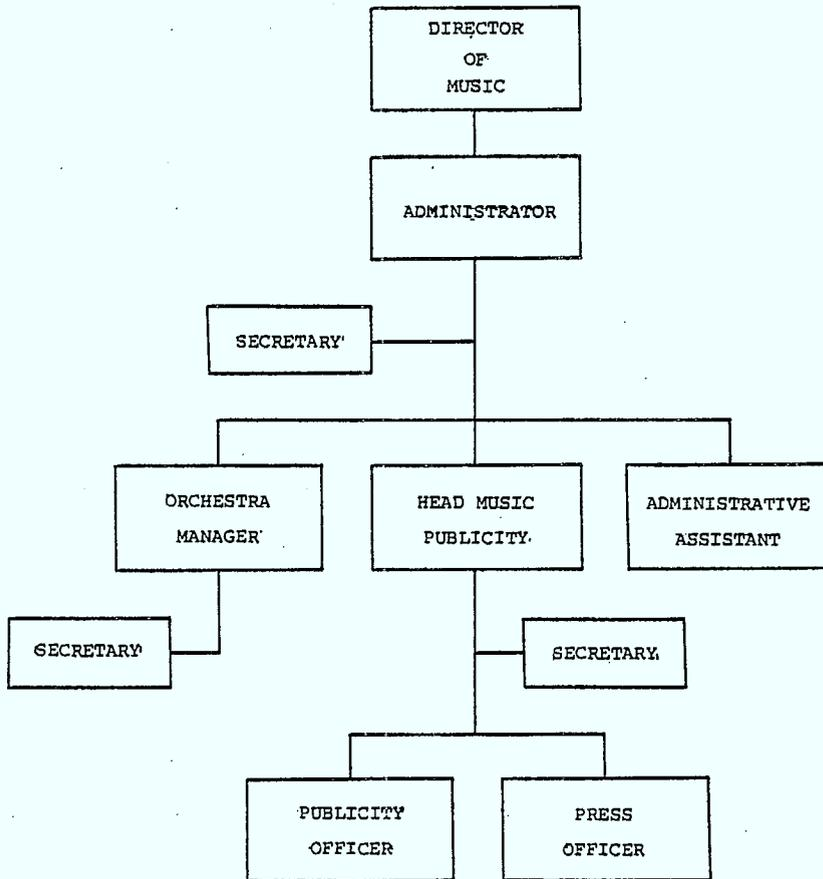 DIRECTOR
OF
MUSIC
ADMINISTRATOR
SECRETARY
ORCHESTRA
MANAGER
HEAD MUSIC
PUBLICITY
ADMINISTRATIVE
ASSISTANT
SECRETARY
SECRETARY
PUBLICITY
OFFICER
PRESS
OFFICER